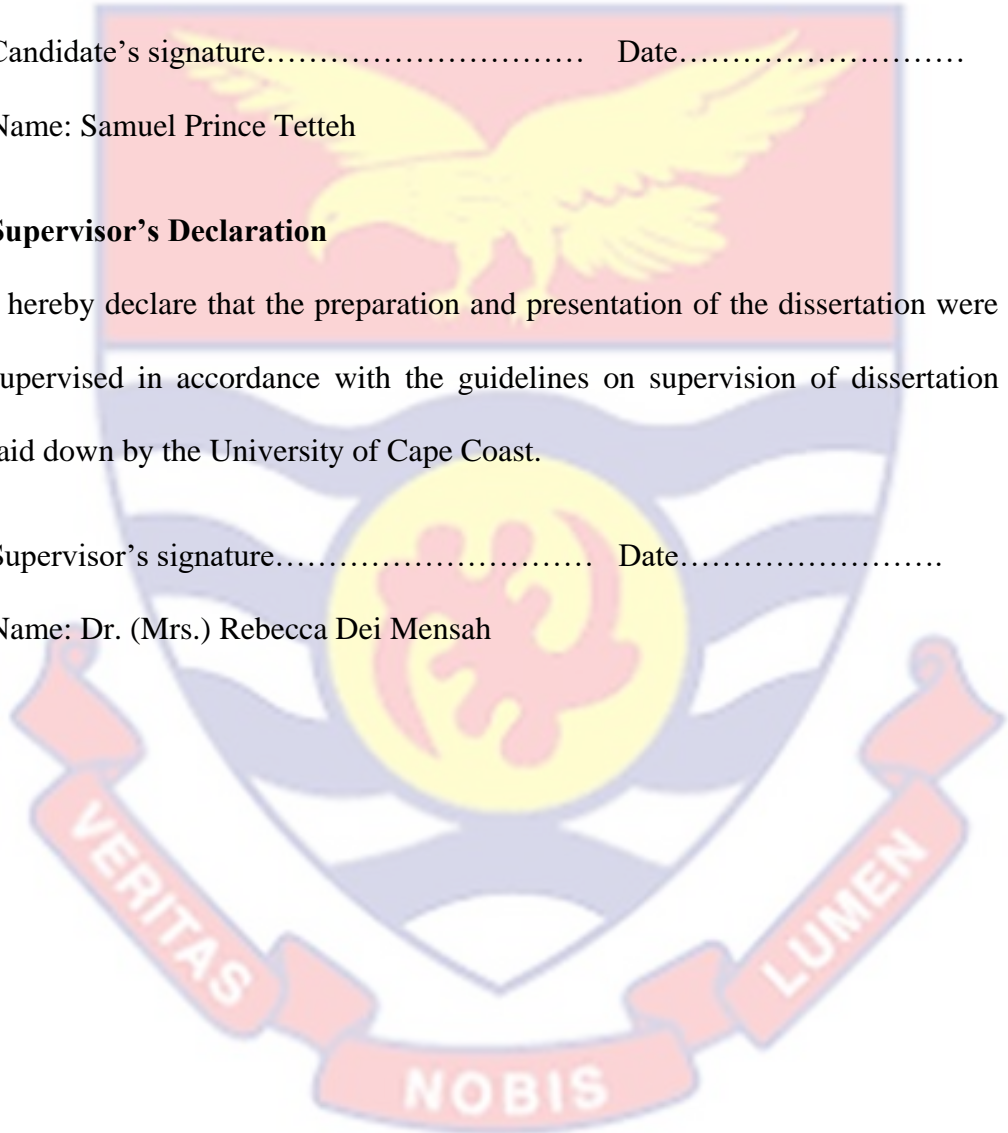 Candidate’s signature………………………… Date………………………
Name: Samuel Prince Tetteh
Supervisor’s Declaration
hereby declare that the preparation and presentation of the dissertation were
supervised in accordance with the guidelines on supervision of dissertation
aid down by the University of Cape Coast.
Supervisor’s signature………………………… Date…………………….
Name: Dr. (Mrs.) Rebecca Dei Mensah
VERITAS
NOBIS
LUMEN